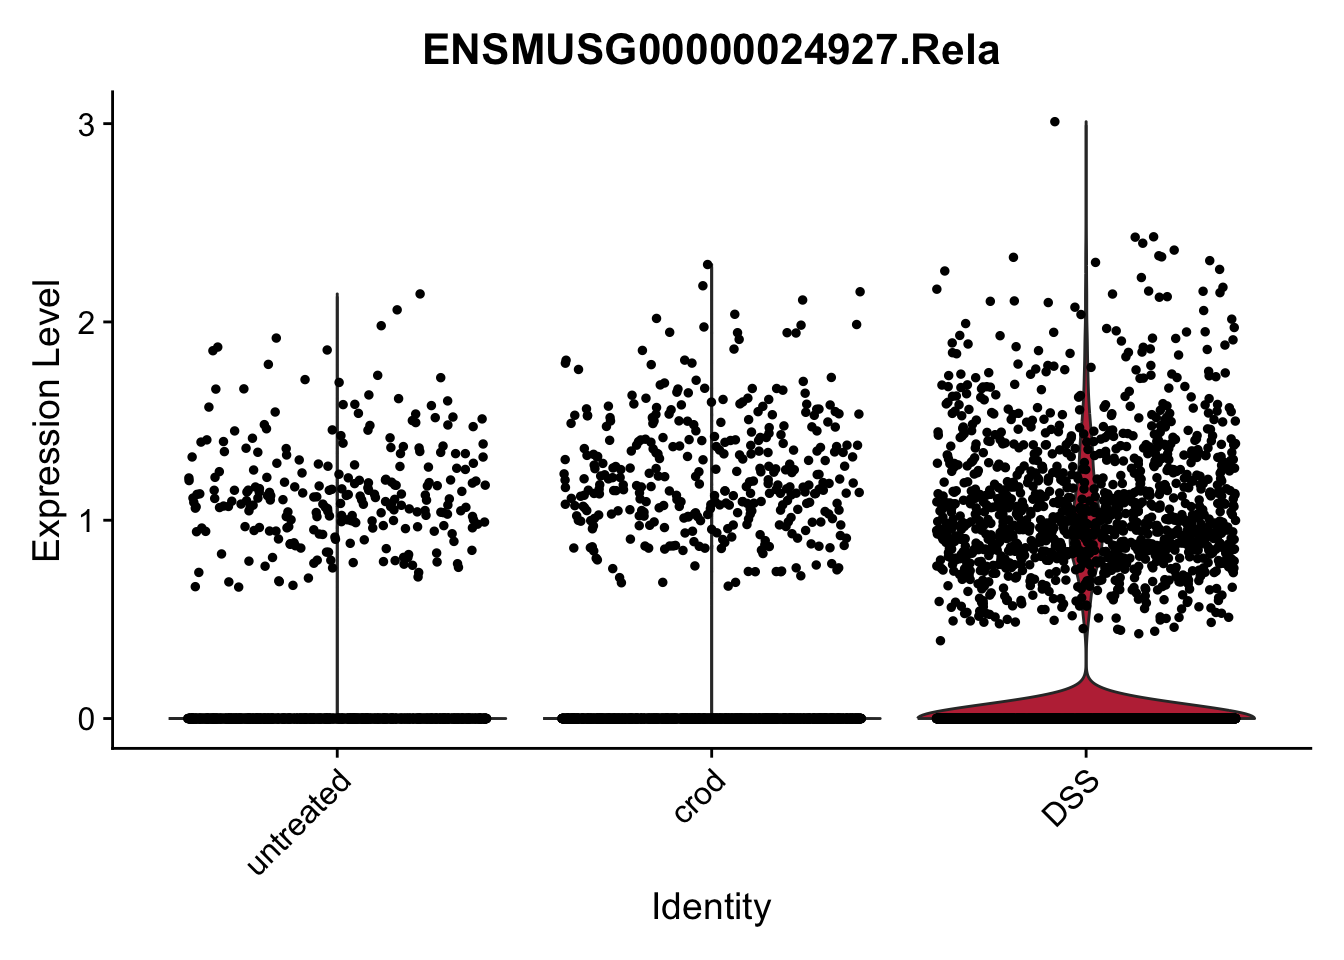 ENSMUSG00000024927.Rela
Expression Level
3
2
1
0
untreated
crod
DSS
Identity